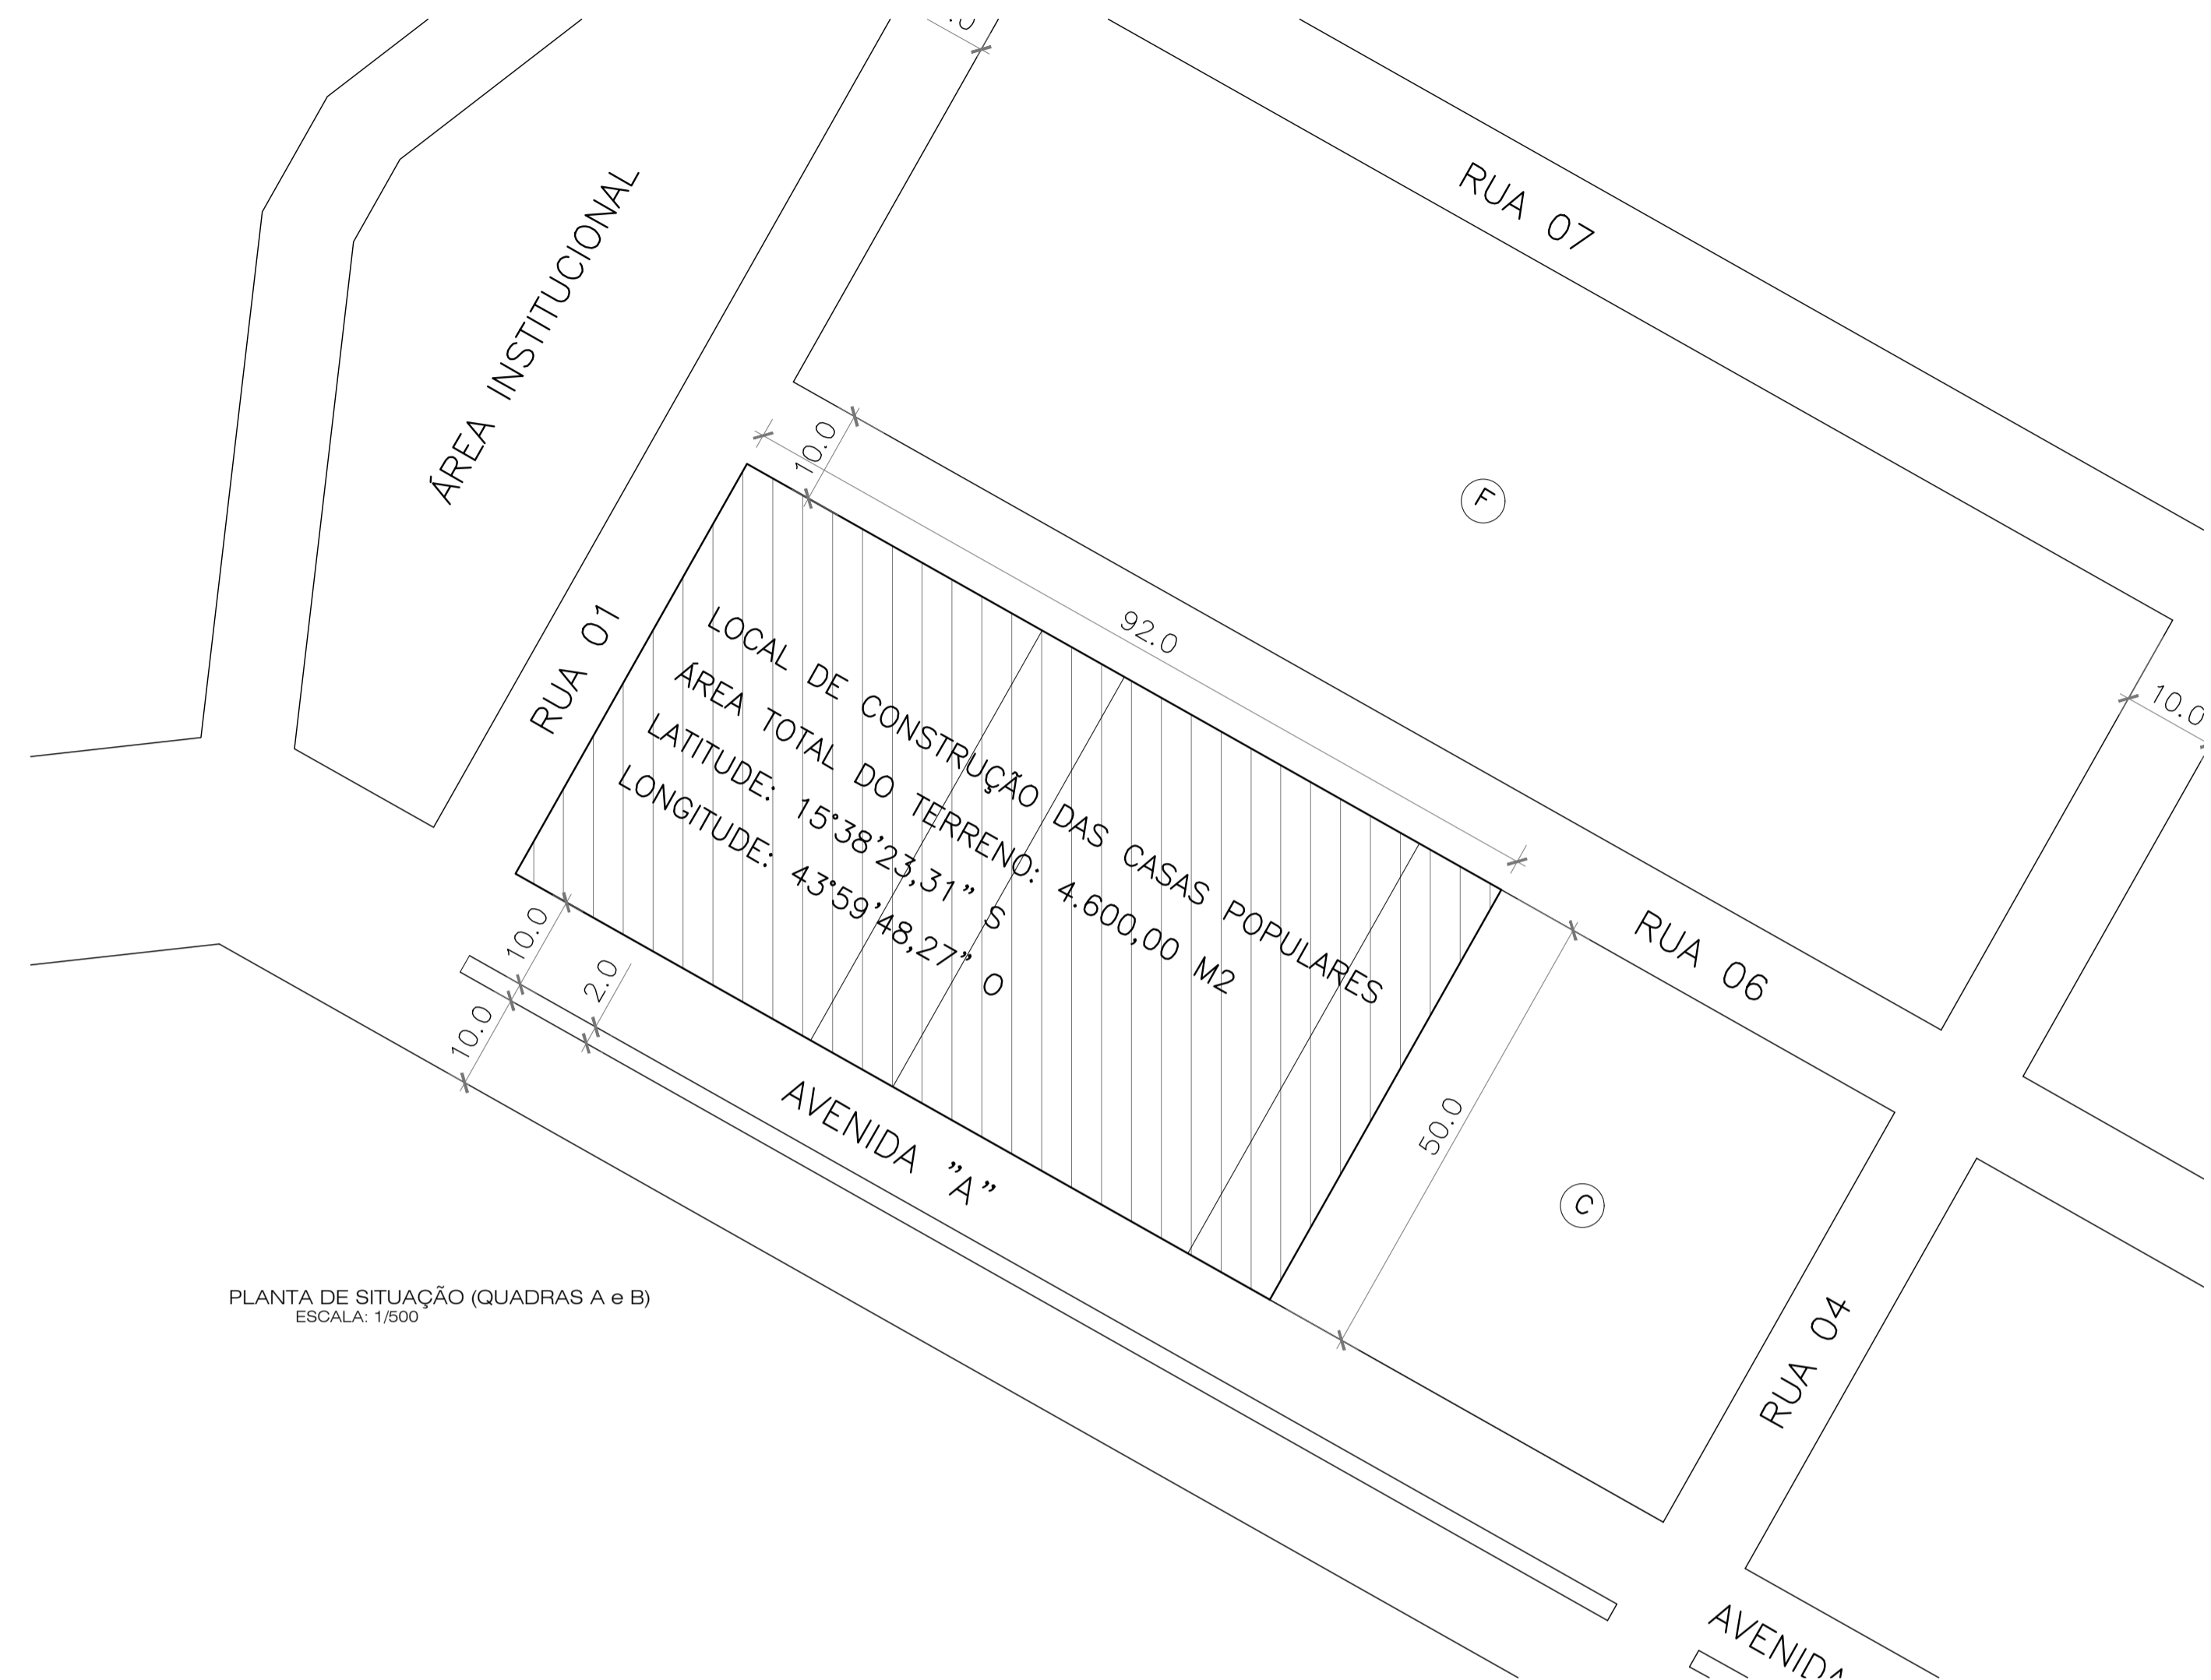 RUA 07
ÁREA INSTITUCIONAL
10.0
F
RUA 01
92.0
10.0
LOCAL DE CONSTRUÇÃO DAS CASAS POPULARES
ÁREA TOTAL DO TERRENO: 4.600,00 M2
LATITUDE: 15°38’23,31” S
LONGITUDE: 43°59’48,27” O
RUA 06
10.0
2.0
10.0
50.0
AVENIDA ”A”
C
RUA 04
PLANTA DE SITUAÇÃO (QUADRAS A e B)
ESCALA: 1/500
AVENIDA